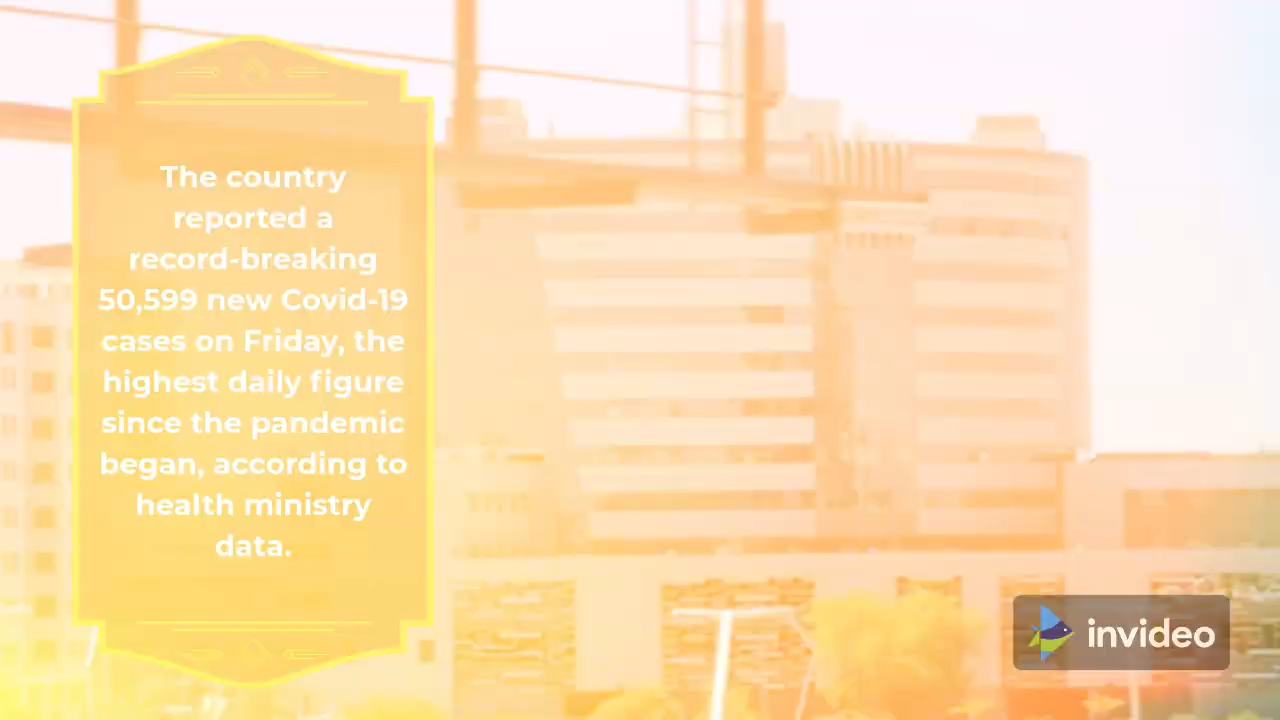 The country
reported a
record-breaking
50,599 new Covid-19
cases on Friday, the
highest daily figure
since the pandemic
began, according to
health ministry
data.
invideo